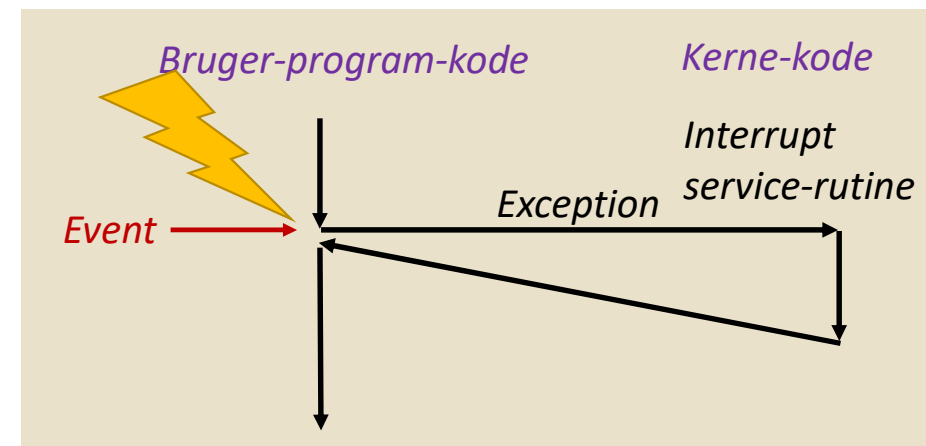 Bruger-program-kode
Kerne-kode
Interrupt
service-rutine
Exception
Event